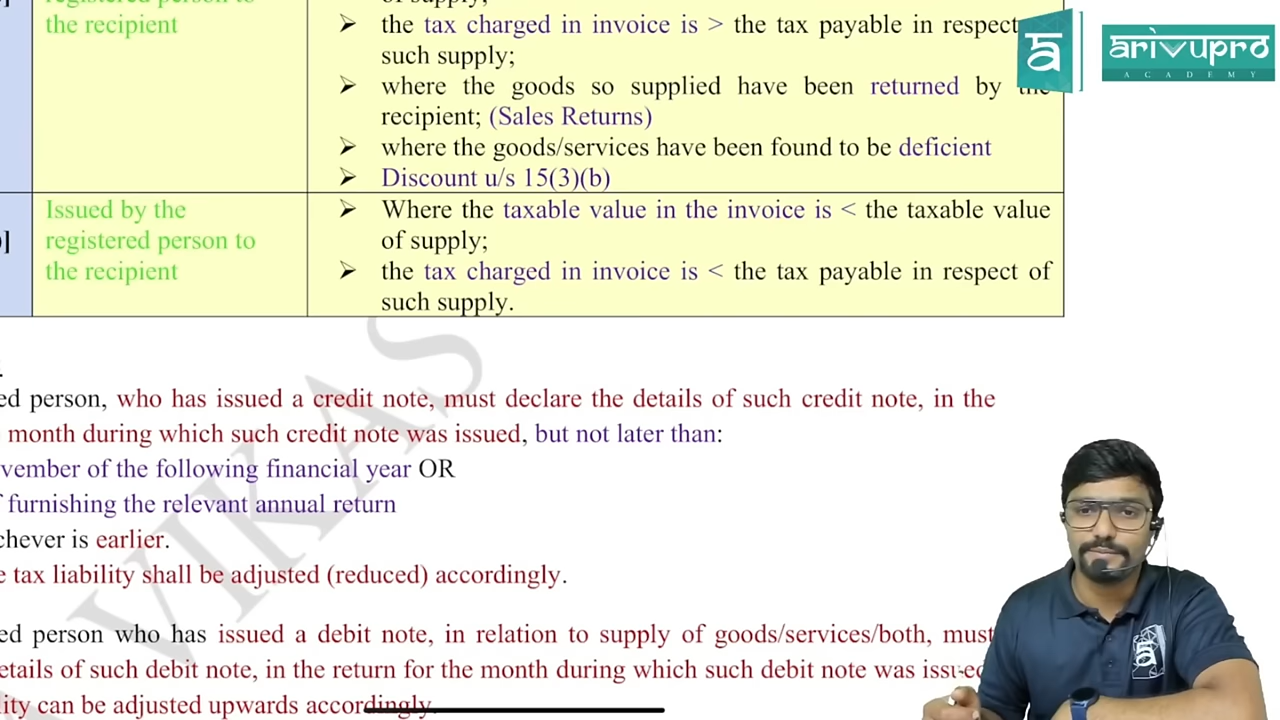 registered person to
the recipient
of supply;
➢ the tax charged in invoice is > the tax payable in respect
such supply;
➢ where the goods so supplied have been returned by the
recipient; (Sales Returns)
➢ where the goods/services have been found to be deficient
➢ Discount u/s 15(3)(b)
Issued by the
registered person to
the recipient
➢ Where the taxable value in the invoice is < the taxable value
of supply;
➢ the tax charged in invoice is < the tax payable in respect of
such supply.
ed person, who has issued a credit note, must declare the details of such credit note, in the
month during which such credit note was issued, but not later than:
vember of the following financial year OR
f furnishing the relevant annual return
chever is earlier.
e tax liability shall be adjusted (reduced) accordingly.
ed person who has issued a debit note, in relation to supply of goods/services/both, must
etails of such debit note, in the return for the month during which such debit note was issued
lity can be adjusted upwards accordingly.
VIKAS
arivupro
ACADEMY